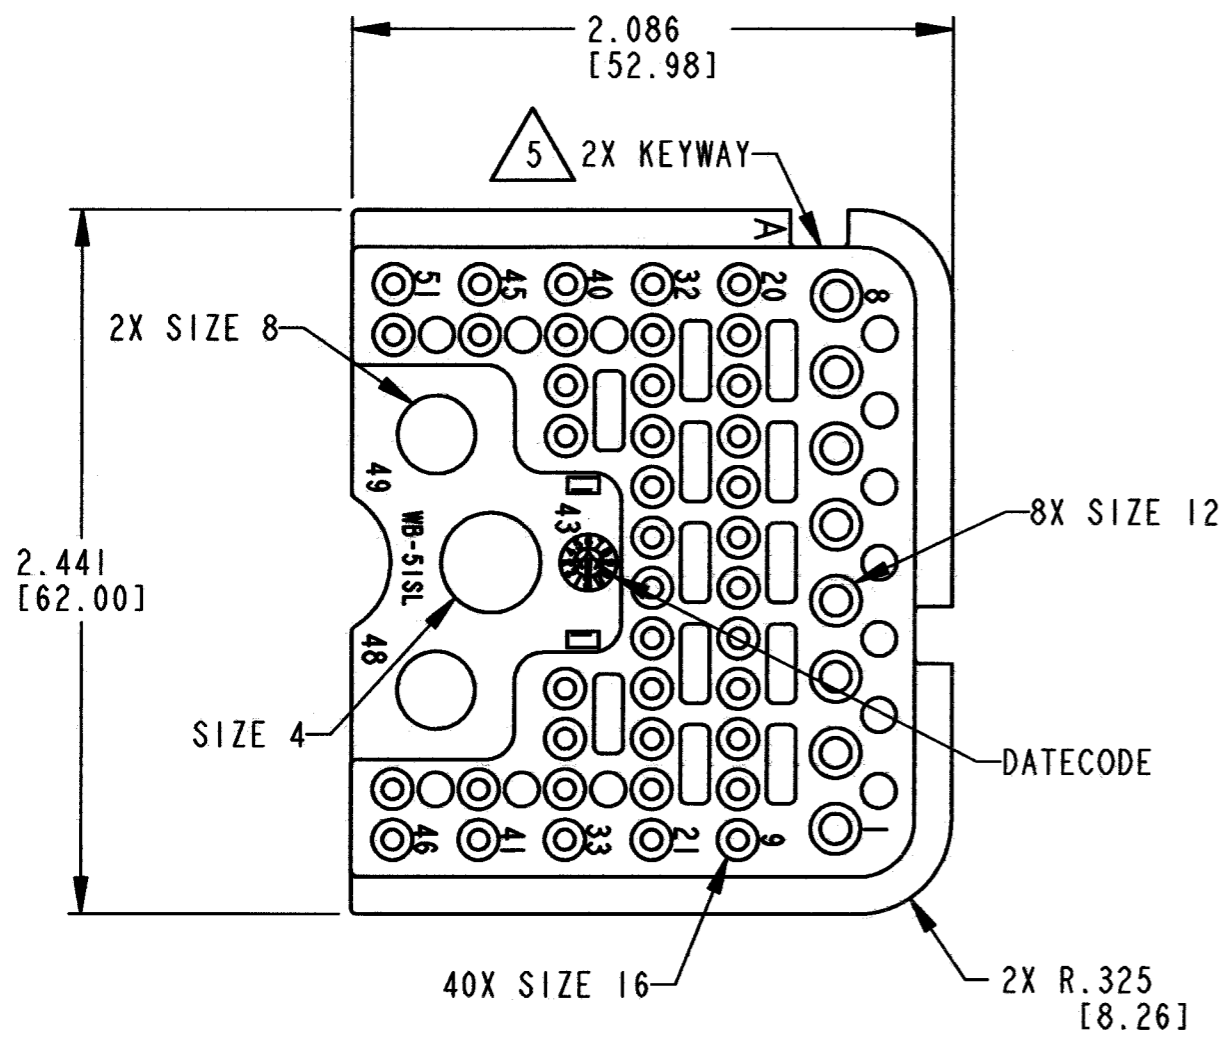 2.086
[52.98]
5
2X KEYWAY
A
51
45
40
32
20
8
2X SIZE 8
49
43
WB-51SL
8X SIZE 12
2.441
[62.00]
48
SIZE 4
DATECODE
46
41
33
21
9
1
40X SIZE 16
2X R.325
[8.26]